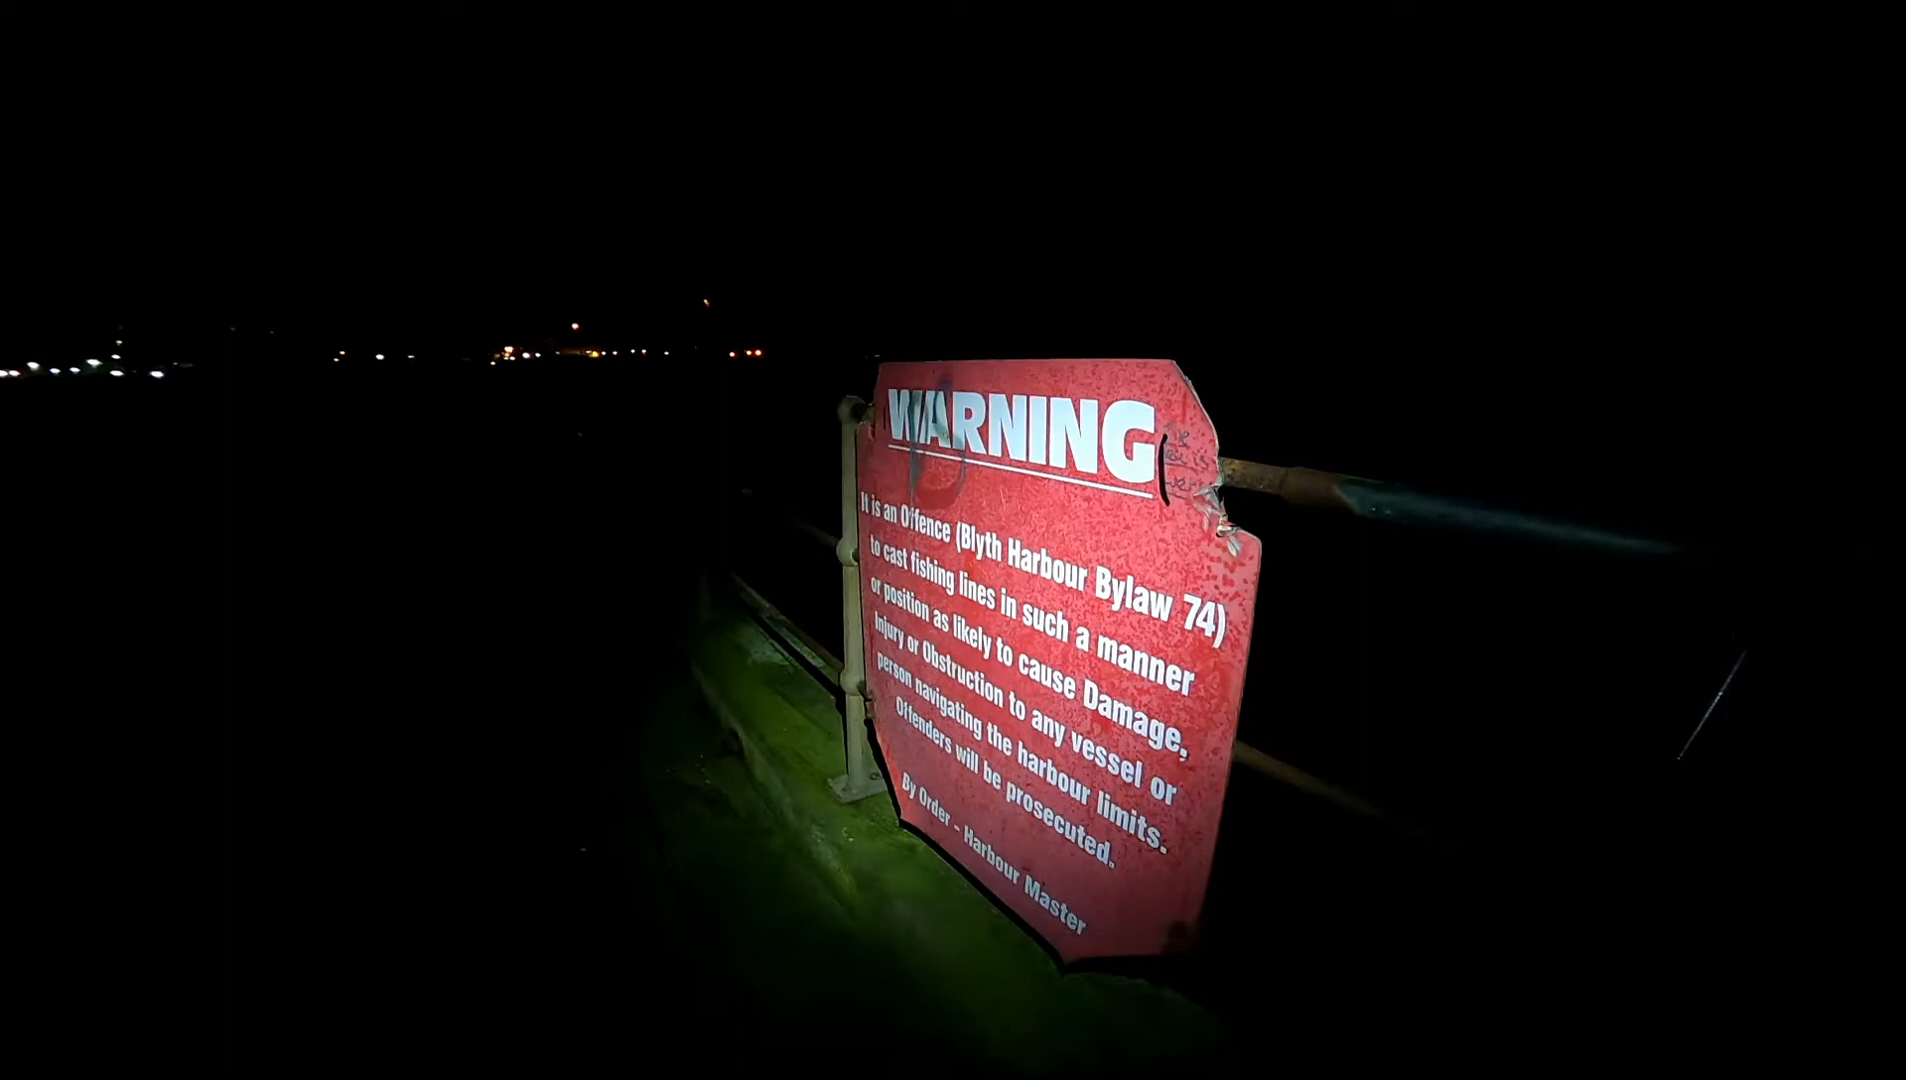 WARNING
It is an Offence (Blyth Harbour Bylaw 74)
to cast fishing lines in such a manner
or position as likely to cause Damage,
Injury or Obstruction to any vessel or
person navigating the harbour limits.
Offenders will be prosecuted.
By Order - Harbour Master